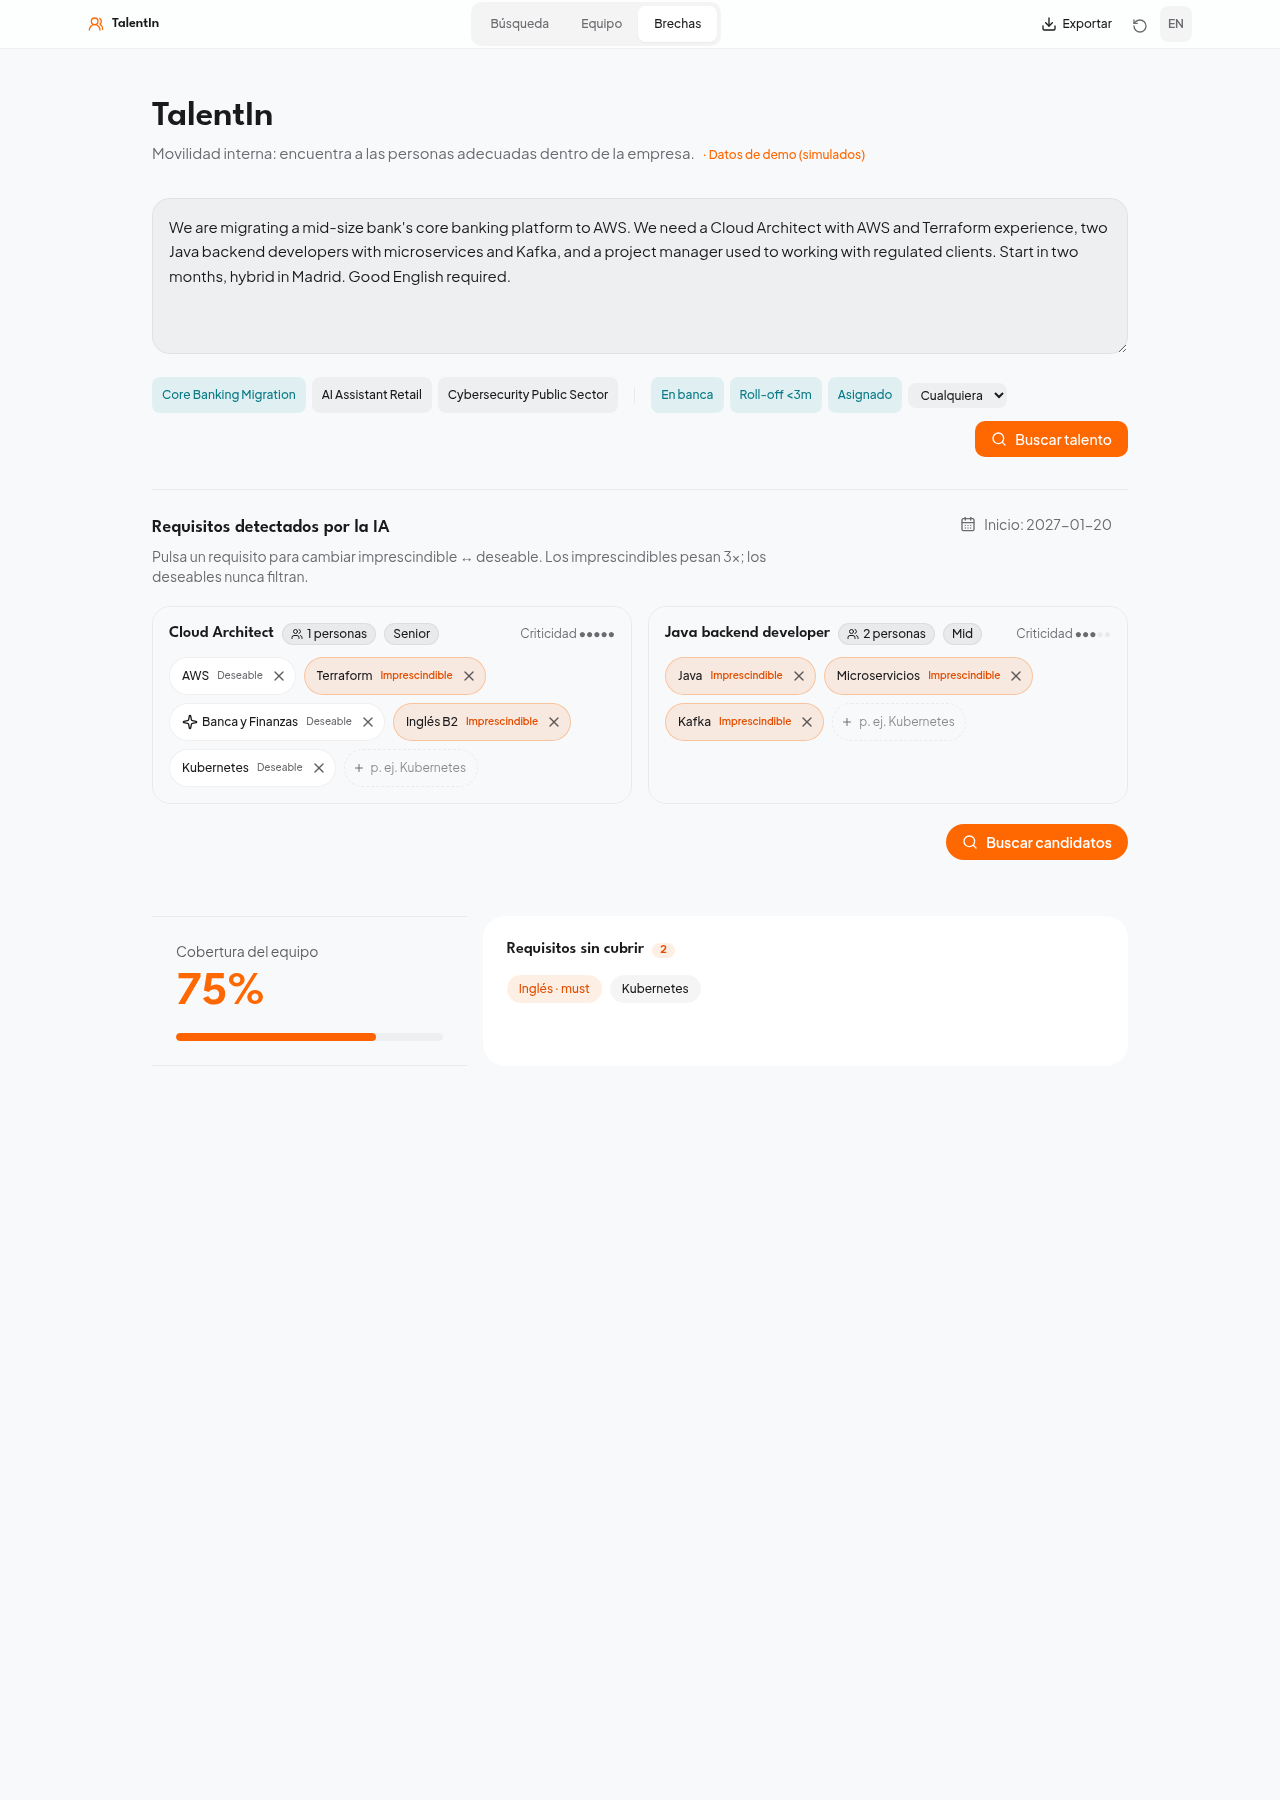 TalentIn
Búsqueda Equipo Brechas
Exportar EN
TalentIn
Movilidad interna: encuentra a las personas adecuadas dentro de la empresa. · Datos de demo (simulados)
We are migrating a mid-size bank's core banking platform to AWS. We need a Cloud Architect with AWS and Terraform experience, two
Java backend developers with microservices and Kafka, and a project manager used to working with regulated clients. Start in two
months, hybrid in Madrid. Good English required.
Core Banking Migration AI Assistant Retail Cybersecurity Public Sector En banca Roll-off <3m Asignado Cualquiera
Buscar talento
Requisitos detectados por la IA Inicio: 2027-01-20
Pulsa un requisito para cambiar imprescindible ↔ deseable. Los imprescindibles pesan 3×; los
deseables nunca filtran.
Cloud Architect 1 personas Senior Criticidad ●●●●●
AWS Deseable Terraform Imprescindible
Banca y Finanzas Deseable Inglés B2 Imprescindible
Kubernetes Deseable + p. ej. Kubernetes
Java backend developer 2 personas Mid Criticidad ●●●●●
Java Imprescindible Microservicios Imprescindible
Kafka Imprescindible + p. ej. Kubernetes
Buscar candidatos
Cobertura del equipo
75%
Requisitos sin cubrir 2
Inglés · must Kubernetes